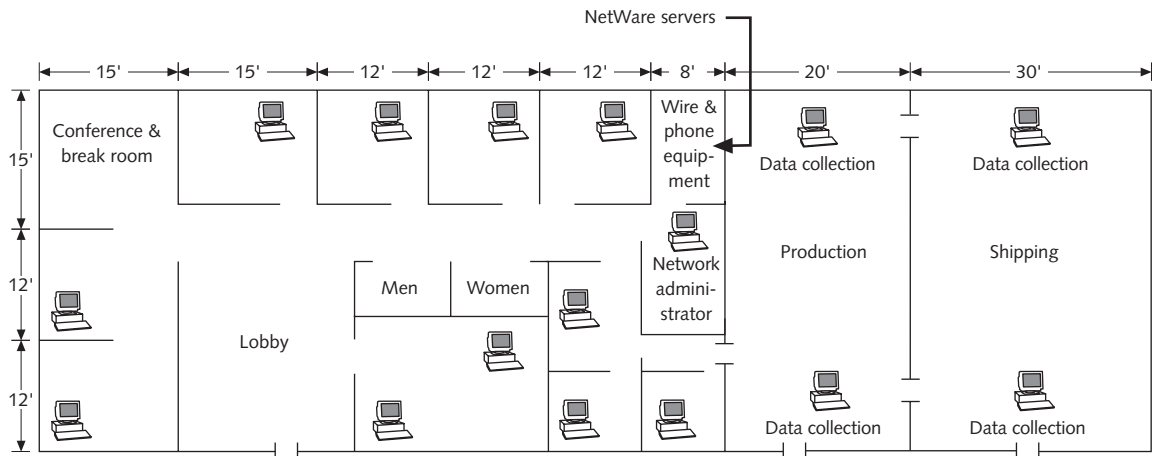 NetWare servers
15'
15'
12'
12'
12'
8'
20'
30'
15'
12'
12'
Conference &
break room
Wire &
phone
equip-
ment
Data collection
Data collection
Network
admini-
strator
Production
Shipping
Men
Women
Lobby
Data collection
Data collection